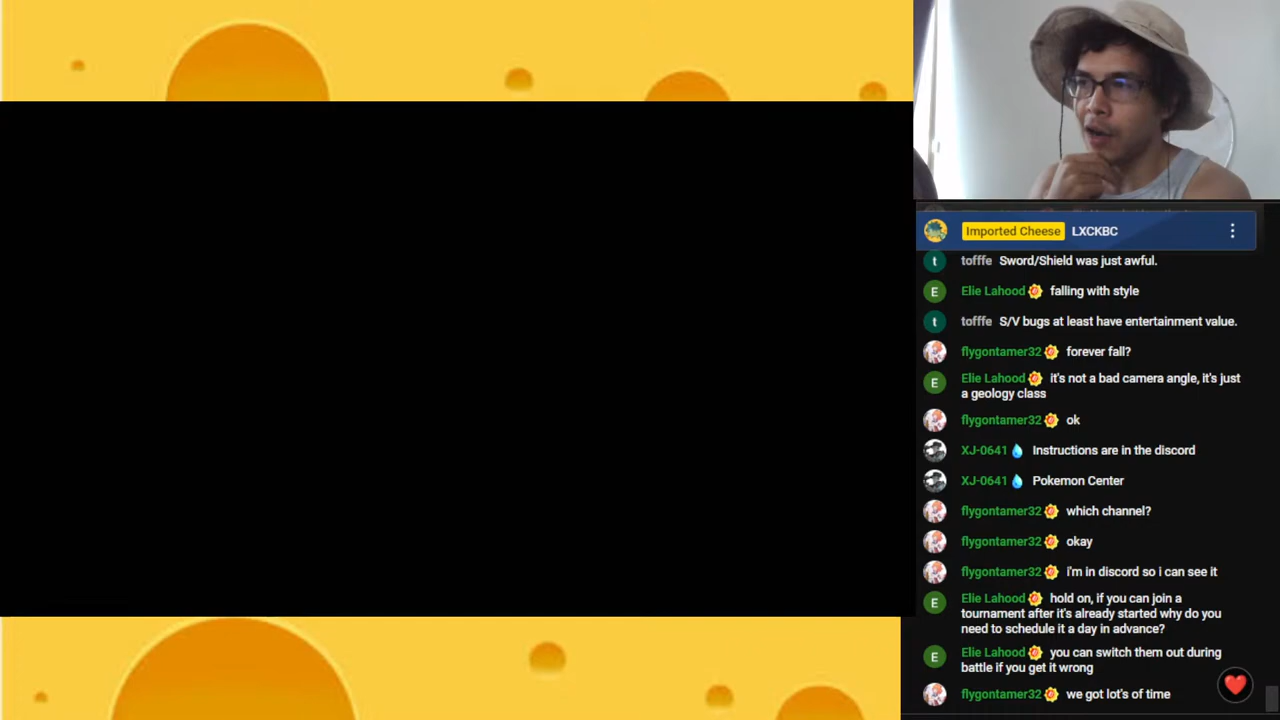 Imported Cheese LXCKBC
t tofffe Sword/Shield was just awful.
E Elie Lahood falling with style
t tofffe S/V bugs at least have entertainment value.
flygontamer32 forever fall?
E Elie Lahood it's not a bad camera angle, it's just
a geology class
flygontamer32 ok
XJ-0641 Instructions are in the discord
XJ-0641 Pokemon Center
flygontamer32 which channel?
flygontamer32 okay
flygontamer32 i'm in discord so i can see it
E Elie Lahood hold on, if you can join a
tournament after it's already started why do you
need to schedule it a day in advance?
E Elie Lahood you can switch them out during
battle if you get it wrong
flygontamer32 we got lot's of time